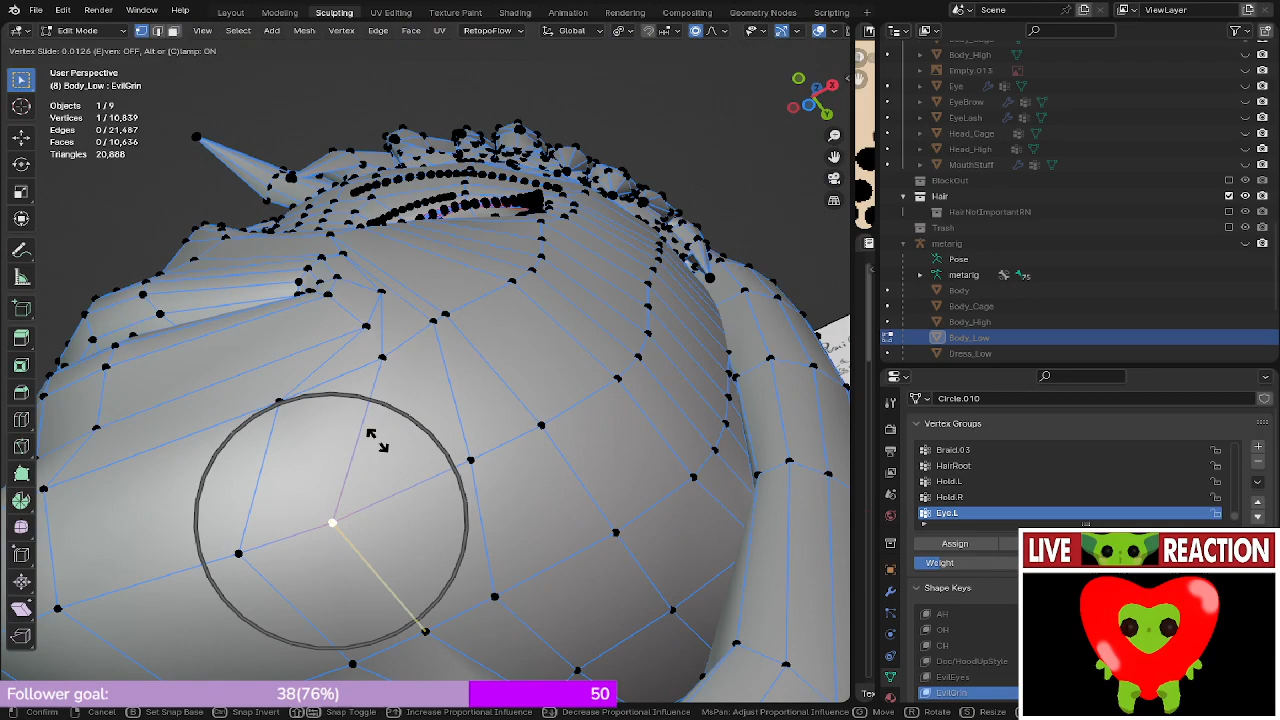 File Edit Render Window Help
Layout Modeling Sculpting UV Editing Texture Paint Shading Animation Rendering Compositing Geometry Nodes Scripting
Scene ViewLayer
Edit Mode View Select Add Mesh Vertex Edge Face UV RetopoFlow Global
Vertex Slide: 0.0126 (E)ven: OFF, Alt or (C)lamp: ON
User Perspective
(8) Body_Low : EvilGrin
Objects 1/9
Vertices
Edges 0/21,487
Faces 0 / 10,636
Triangles 20,888
Body_High
Empty.013
Eye
EyeBrow
EyeLash
Head_Cage
Head_High
MouthStuff
BlockOut
Hair
HairNotImportantRN
Trash
metarig
Pose
metarig 75
Body
Body_Cage
Body_High
Body_Low
Dress_Low
Circle.010
Vertex Groups
Braid.03
HairRoot
Hold.L
Hold.R
Eye.L
Assign
Weight
Shape Keys
AH
OH
CH
Doc/HoodUpStyle
EvilEyes
EvilGrin
LIVE REACTION
Follower goal: 38(76%) 50
Confirm Cancel B Set Snap Base Snap Invert Snap Toggle Increase Proportional Influence Decrease Proportional Influence MsPan: Adjust Proportional Influence G Move R Rotate S Resize